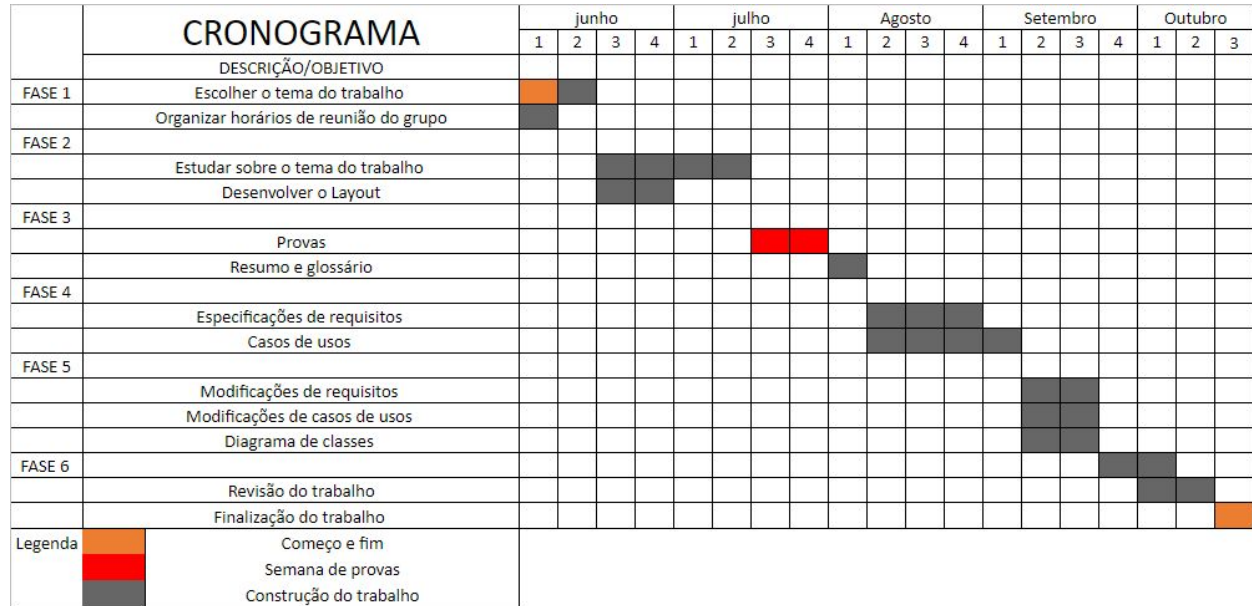 CRONOGRAMA junho julho Agosto Setembro Outubro
1 2 3 4 1 2 3 4 1 2 3 4 1 2 3 4 1 2 3
DESCRIÇÃO/OBJETIVO
FASE 1 Escolher o tema do trabalho
Organizar horários de reunião do grupo
FASE 2
Estudar sobre o tema do trabalho
Desenvolver o Layout
FASE 3
Provas
Resumo e glossário
FASE 4
Especificações de requisitos
Casos de usos
FASE 5
Modificações de requisitos
Modificações de casos de usos
Diagrama de classes
FASE 6
Revisão do trabalho
Finalização do trabalho
Legenda Começo e fim
Semana de provas
Construção do trabalho